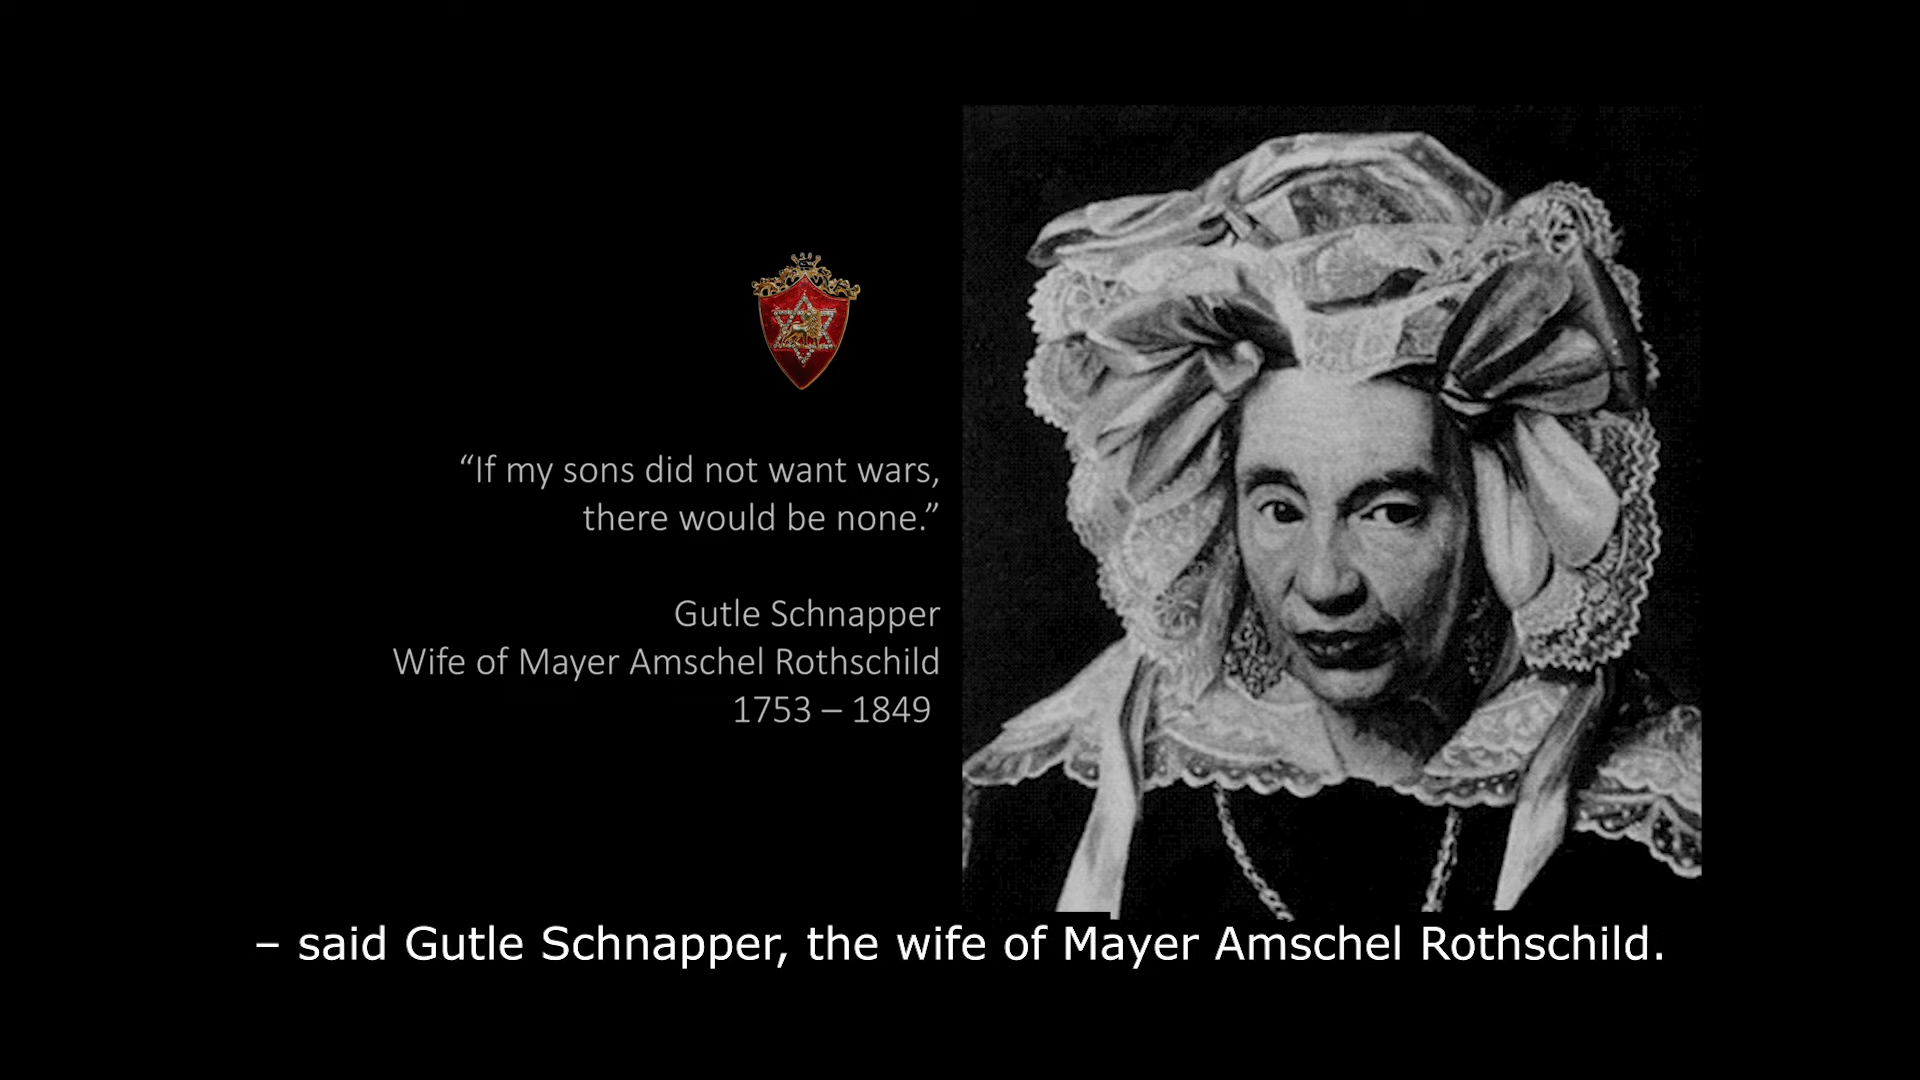 “If my sons did not want wars,
there would be none.”
Gutle Schnapper
Wife of Mayer Amschel Rothschild
1753 – 1849
– said Gutle Schnapper, the wife of Mayer Amschel Rothschild.